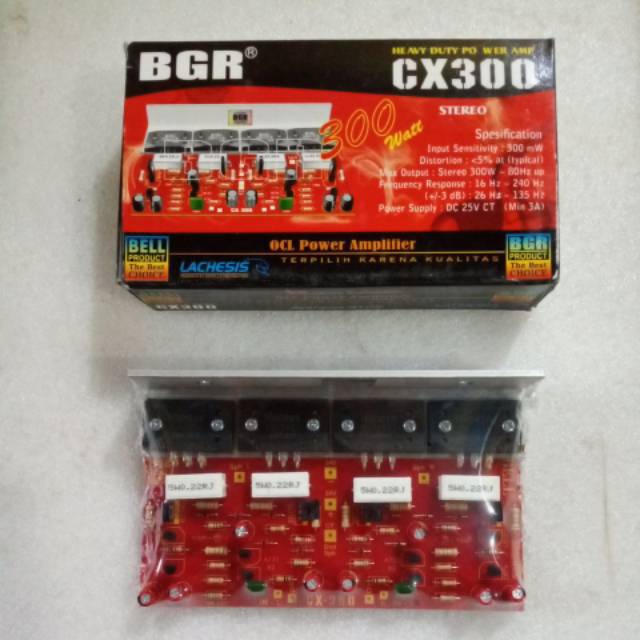 BGR®
HEAVY DUTY PO WER AMP
CX300
STEREO
BGR
300 Watt
Spesification
Input Sensitivity : 300 mW
Distortion : <5% at (typical)
Max Output : Stereo 300W - 80Hz up
Frequency Response : 16 Hz - 240 Hz
(+/-3 dB) : 26 Hz - 135 Hz
Power Supply : DC 25V CT (Min 3A)
BELL
PRODUCT
The Best
CHOICE
OCL Power Amplifier
TERPILIH KARENA KUALITAS
LACHESIS
BGR
PRODUCT
The Best
CHOICE
CX300
5W0.22RJ
5W0.22RJ
5W0.22RJ
5W0.22RJ